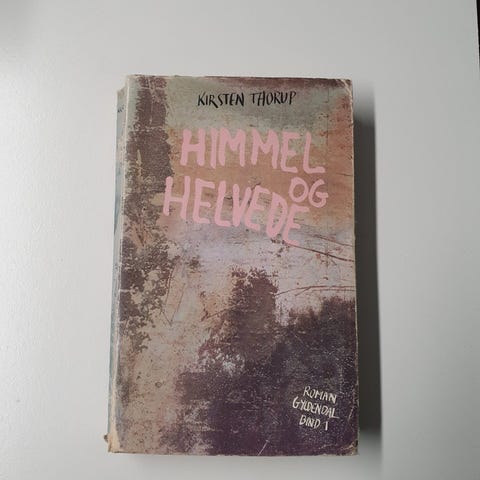 KIRSTEN THORUP
HIMMEL
OG
HELVEDE
ROMAN
GYLDENDAL
BIND 1